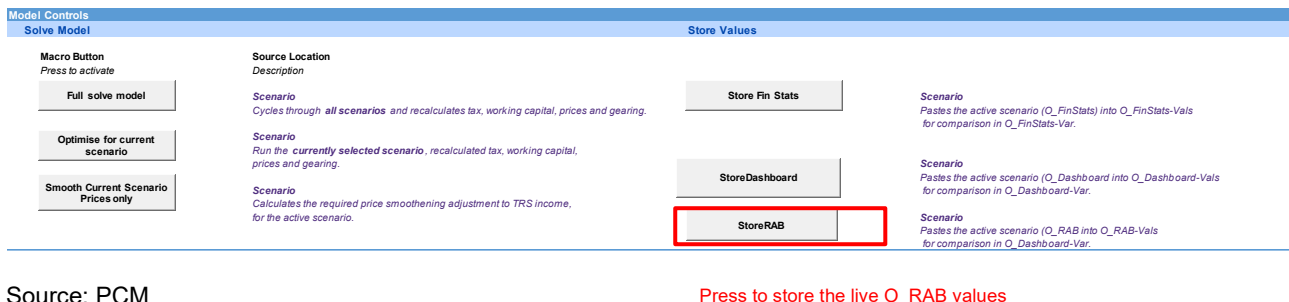 Model Controls
Solve Model
Store Values
Macro Button
Source Location
Press to activate
Description
Full solve model
Scenario
Cycles through all scenarios and recalculates tax, working capital, prices and gearing.
Store Fin Stats
Scenario
Pastes the active scenario (O_FinStats) into O_FinStats-Vals
for comparison in O_FinStats-Var.
Optimise for current
scenario
Scenario
Run the currently selected scenario, recalculated tax, working capital,
prices and gearing.
StoreDashboard
Scenario
Pastes the active scenario (O_Dashboard into O_Dashboard-Vals
for comparison in O_Dashboard-Var.
Smooth Current Scenario
Prices only
Scenario
Calculates the required price smoothening adjustment to TRS income,
for the active scenario.
StoreRAB
Scenario
Pastes the active scenario (O_RAB into O_RAB-Vals
for comparison in O_Dashboard-Var.
Source: PCM
Press to store the live O_RAB values